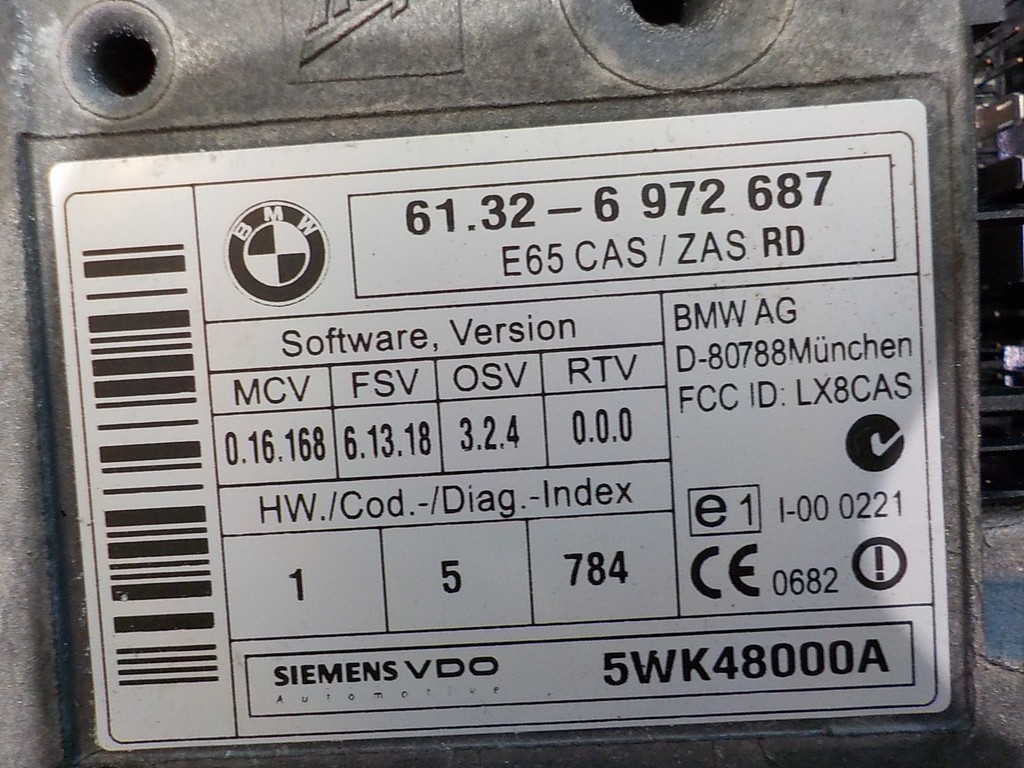 BMW
61.32 – 6 972 687
E65 CAS / ZAS RD
Software, Version
MCV FSV OSV RTV
0.16.168 6.13.18 3.2.4 0.0.0
HW./Cod.-/Diag.-Index
1 5 784
BMW AG
D-80788München
FCC ID: LX8CAS
e1 I-00 0221
CE 0682
SIEMENS VDO
Automotive
5WK48000A